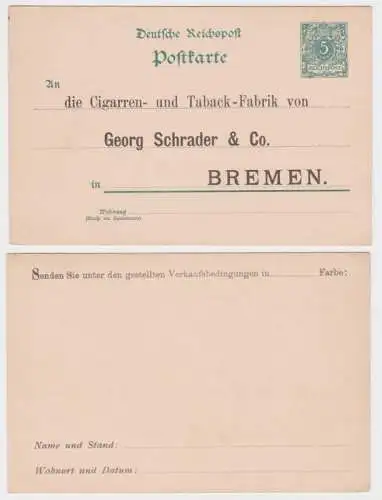 Deutsche Reichspost
Postkarte
5
An
die Cigarren- und Taback-Fabrik von
Georg Schrader & Co.
in BREMEN.
Wohnung
Senden Sie unter den gestellten Verkaufsbedingungen in Farbe:
Name und Stand:
Wohnort und Datum: